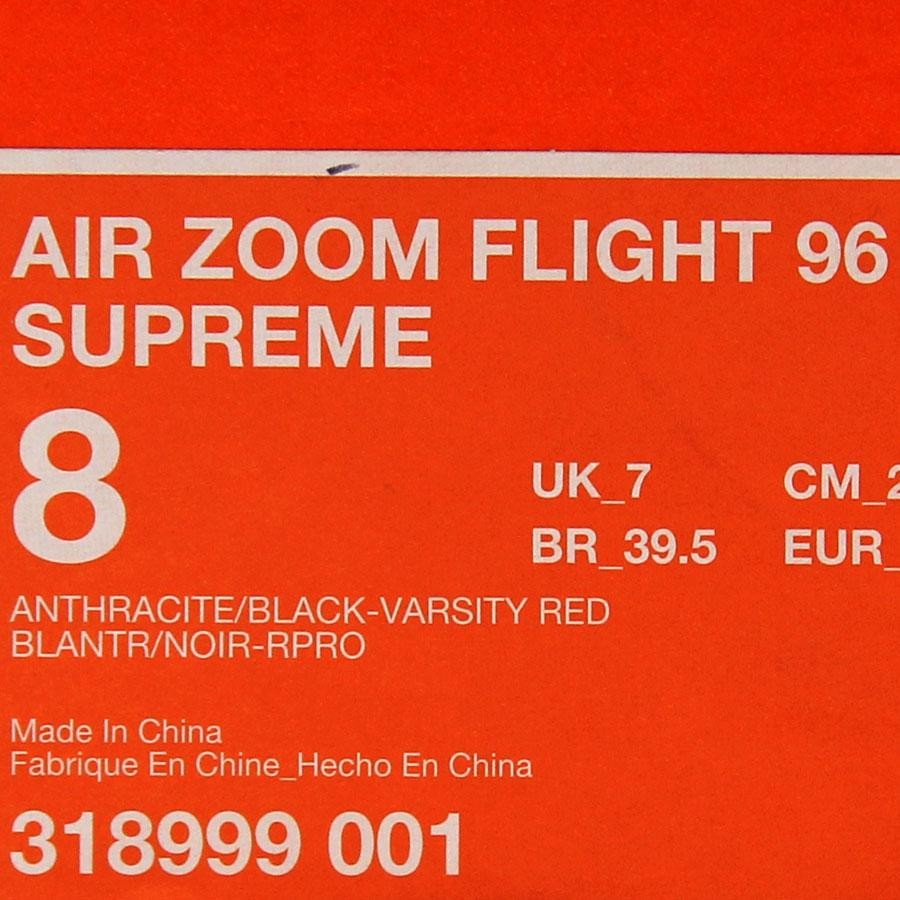 AIR ZOOM FLIGHT 96
SUPREME
8
UK_7 CM_2
BR_39.5 EUR_
ANTHRACITE/BLACK-VARSITY RED
BLANTR/NOIR-RPRO
Made In China
Fabrique En Chine_Hecho En China
318999 001